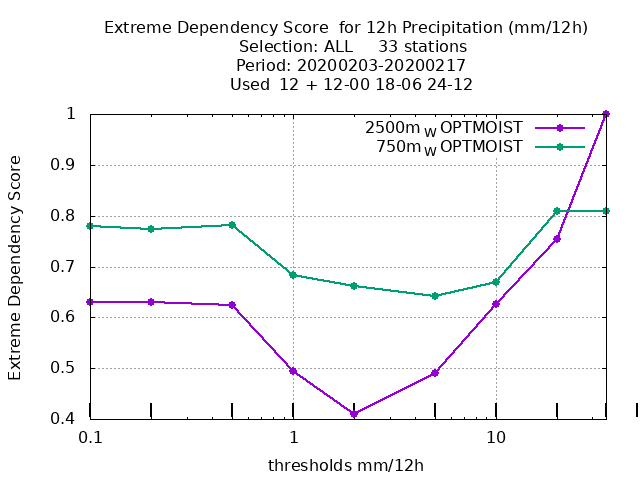 Extreme Dependency Score  for 12h Precipitation (mm/12h)
Selection: ALL     33 stations
Period: 20200203-20200217
Used  12 + 12-00 18-06 24-12
2500m W OPTMOIST
750m W OPTMOIST
1
0.9
0.8
0.7
0.6
0.5
0.4
Extreme Dependency Score
0.1 1 10
thresholds mm/12h